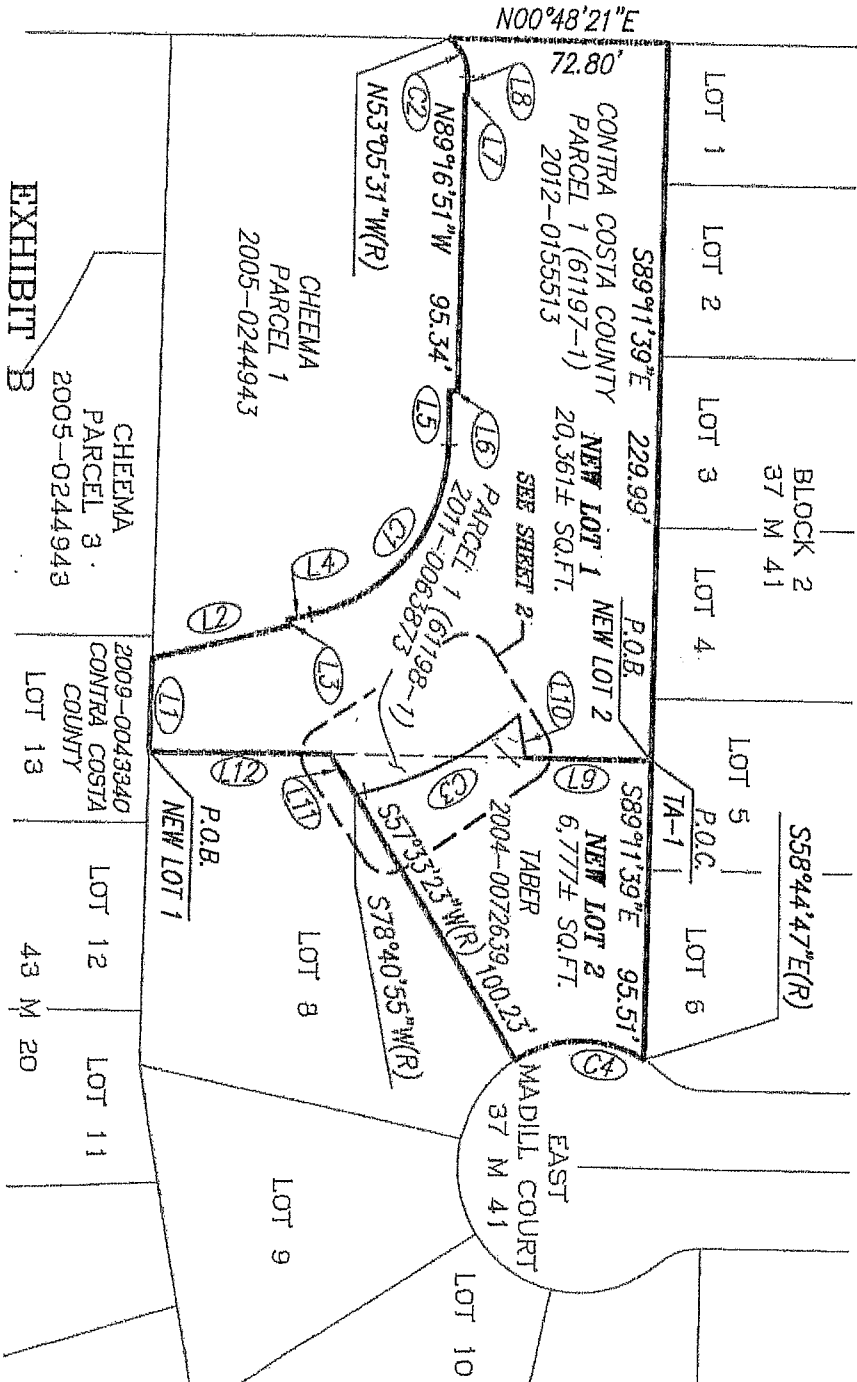 N00°48'21"E
72.80'
LOT 1
LOT 2
LOT 3
LOT 4
LOT 5
LOT 6
BLOCK 2
37 M 41
S89°11'39"E 229.99'
CONTRA COSTA COUNTY
PARCEL 1 (61197-1)
2012-0155513
NEW LOT 1
20,361± SQ.FT.
SEE SHEET 2
P.O.B.
NEW LOT 2
P.O.C.
TA-1
S58°44'47"E(R)
S89°11'39"E 95.51'
NEW LOT 2
6,777± SQ.FT.
TABER
2004-0072639
L8
L7
C2
N89°16'51"W 95.34'
N53°05'31"W(R)
L6
L5
PARCEL 1 (61198-1)
2011-0063873
C1
L4
L3
L2
L10
L9
C3
L11
L12
L1
C4
S57°33'23"W(R) 100.23'
S78°40'55"W(R)
CHEEMA
PARCEL 1
2005-0244943
EAST
MADILL COURT
37 M 41
LOT 8
LOT 9
LOT 10
P.O.B.
NEW LOT 1
CHEEMA
PARCEL 3
2005-0244943
2009-0043340
CONTRA COSTA
COUNTY
LOT 13
LOT 12
LOT 11
43 M 20
EXHIBIT B